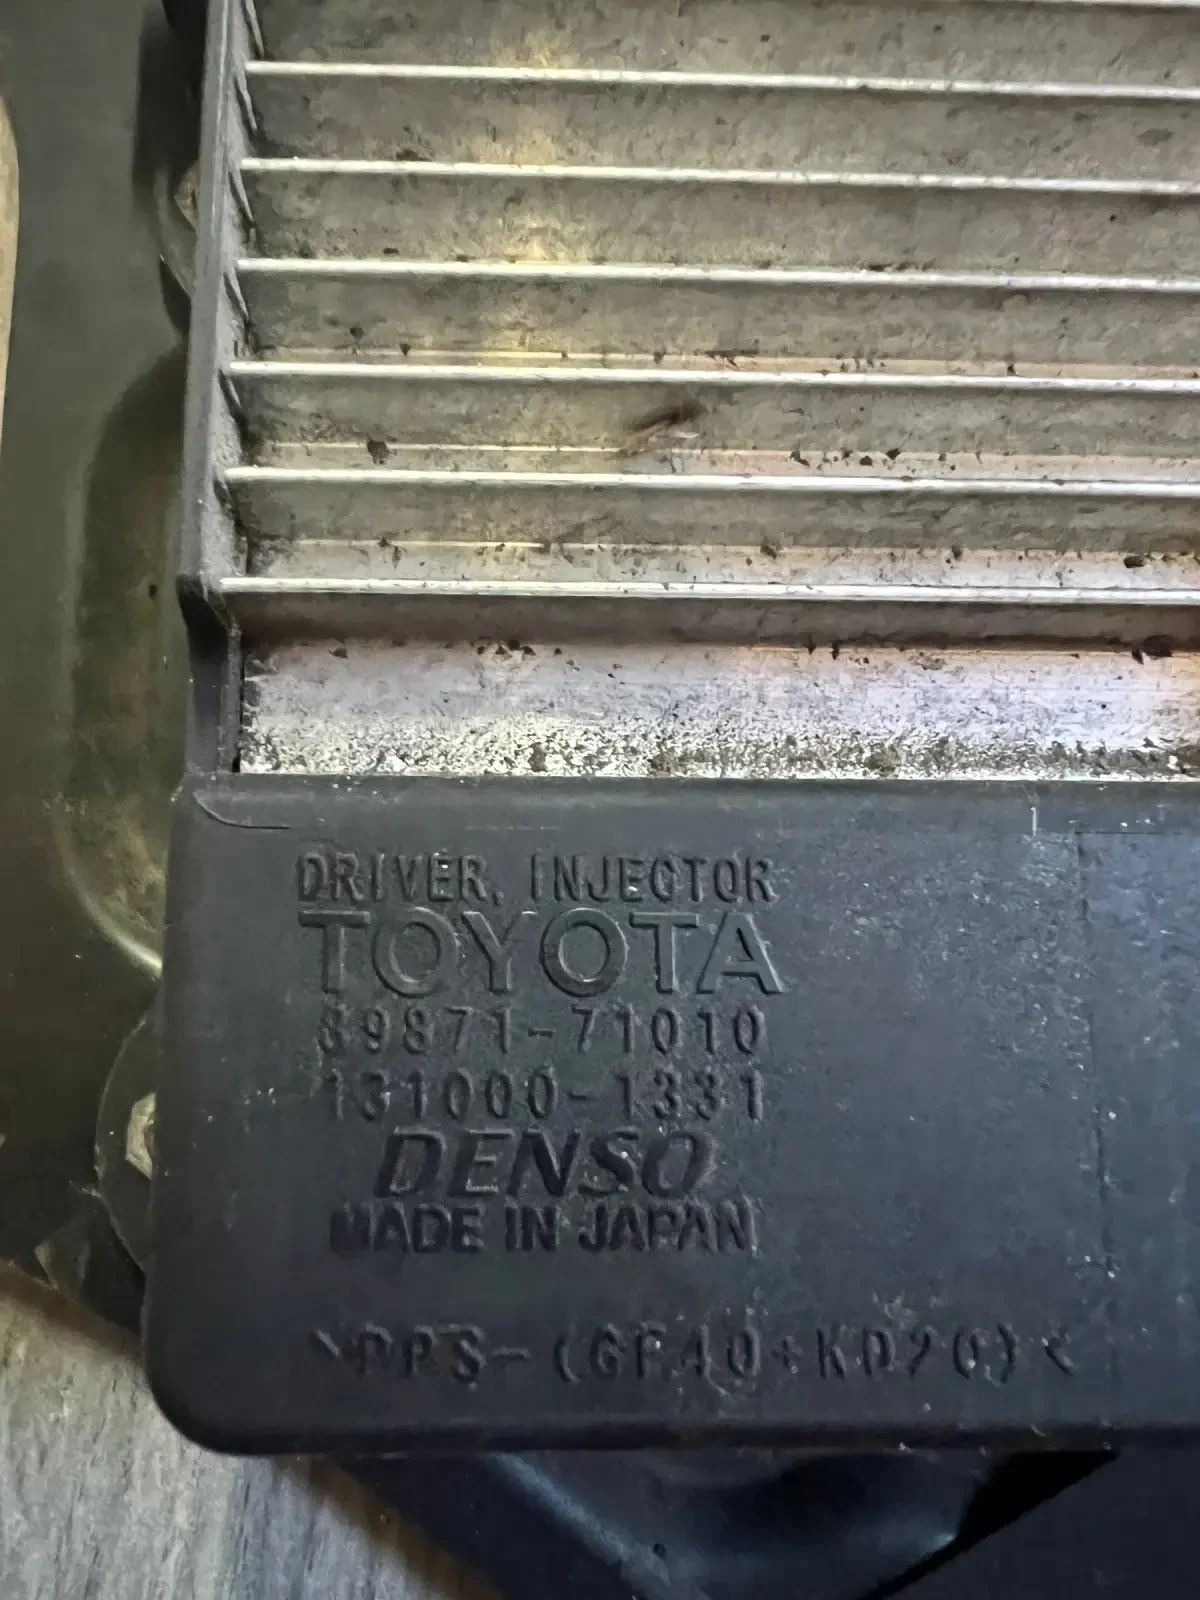 DRIVER, INJECTOR
TOYOTA
89871-71010
131000-1331
DENSO
MADE IN JAPAN
>PPS-(GF40+KD20)<